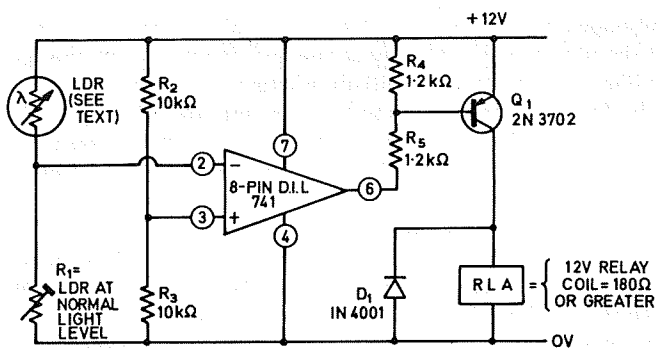 +12V
LDR
(SEE
TEXT)
λ
R2
10kΩ
R4
1·2kΩ
Q1
2N 3702
7
2
−
8-PIN D.I.L
741
R5
1·2kΩ
6
3
+
4
R1=
LDR AT
NORMAL
LIGHT
LEVEL
R3
10kΩ
D1
IN 4001
RLA
=
12V RELAY
COIL = 180Ω
OR GREATER
0V